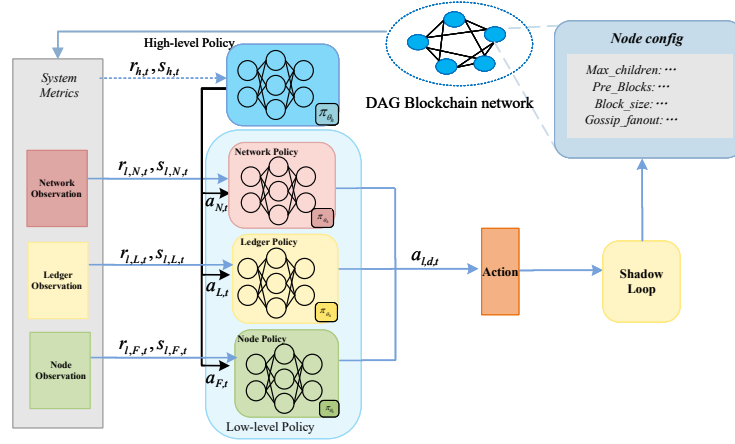 High-level Policy
System
Metrics
r_{h,t}, s_{h,t}
π_{θ_h}
DAG Blockchain network
Node config
Max_children: ···
Pre_Blocks: ···
Block_size: ···
Gossip_fanout: ···
Network
Observation
r_{l,N,t}, s_{l,N,t}
a_{N,t}
Network Policy
Ledger
Observation
r_{l,L,t}, s_{l,L,t}
a_{L,t}
Ledger Policy
a_{l,d,t}
Action
Shadow
Loop
Node
Observation
r_{l,F,t}, s_{l,F,t}
a_{F,t}
Node Policy
Low-level Policy